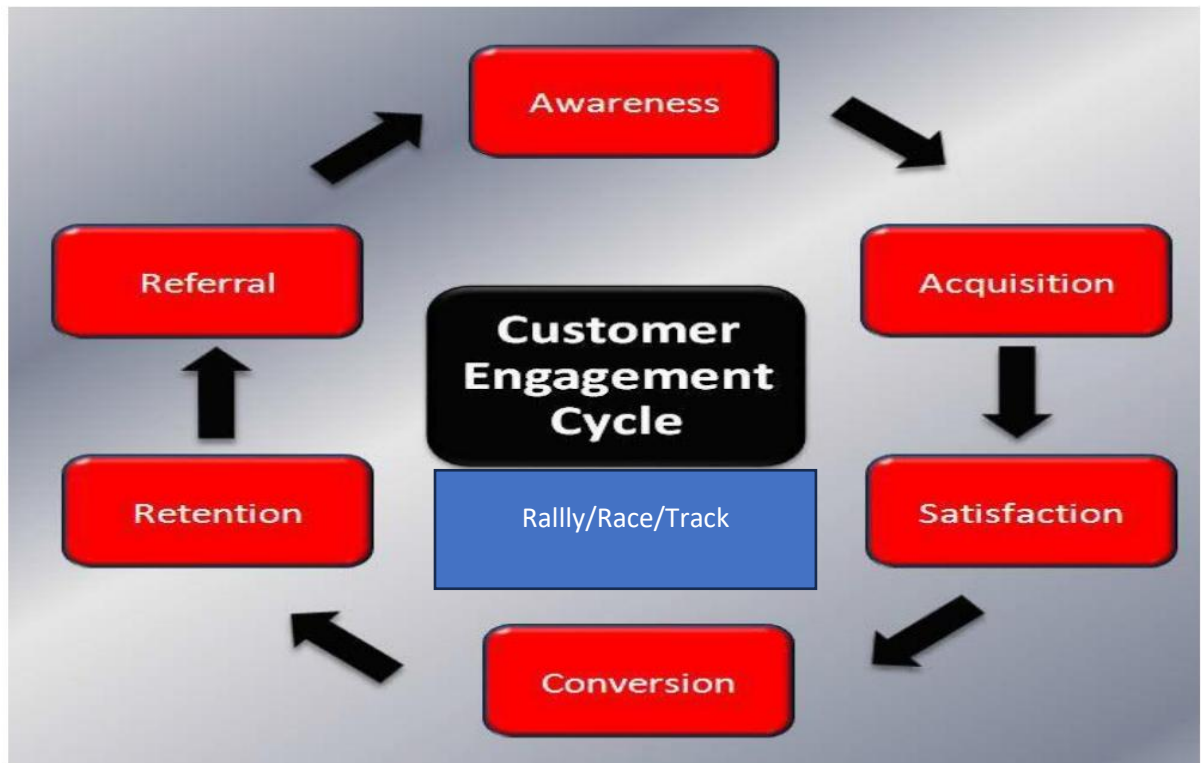 Awareness
Referral
Acquisition
Customer
Engagement
Cycle
Retention
Rallly/Race/Track
Satisfaction
Conversion